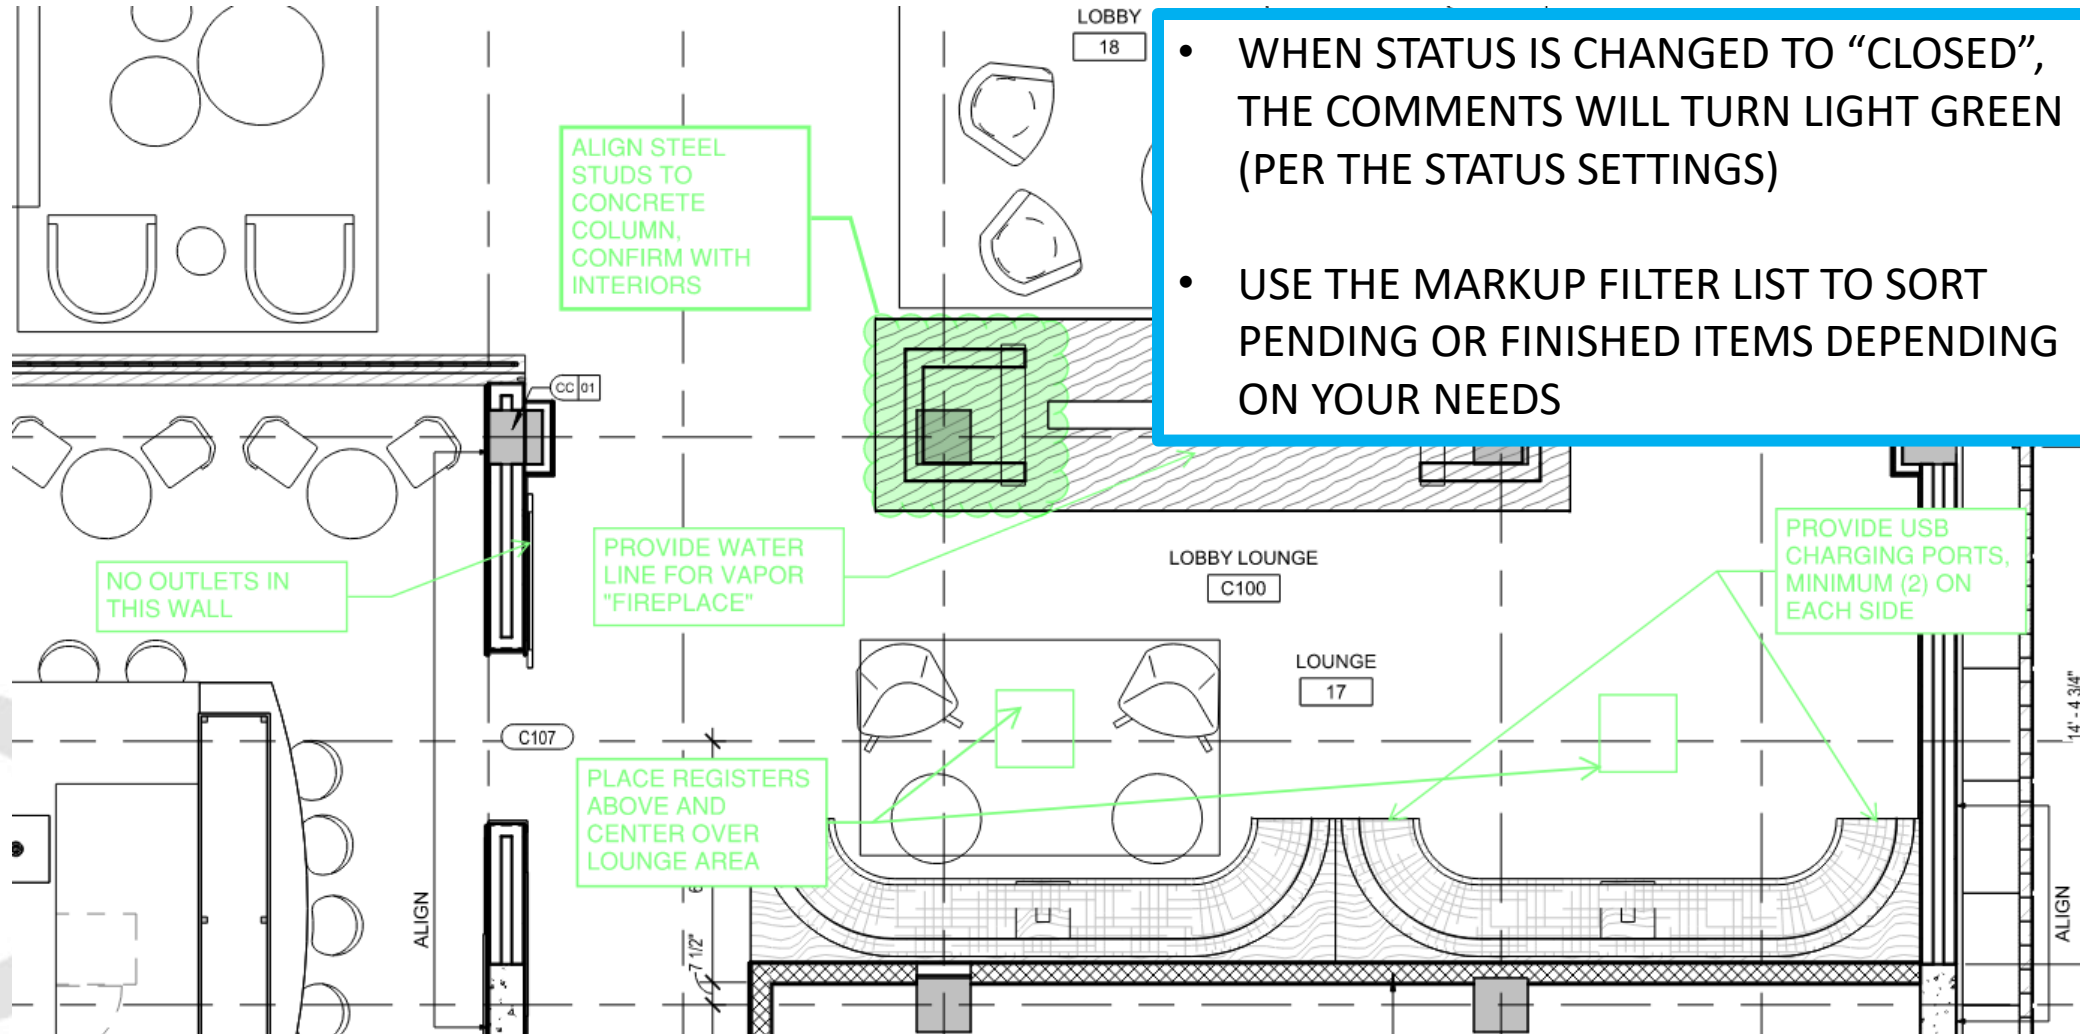 LOBBY
18
• WHEN STATUS IS CHANGED TO “CLOSED”,
THE COMMENTS WILL TURN LIGHT GREEN
(PER THE STATUS SETTINGS)
• USE THE MARKUP FILTER LIST TO SORT
PENDING OR FINISHED ITEMS DEPENDING
ON YOUR NEEDS
ALIGN STEEL
STUDS TO
CONCRETE
COLUMN,
CONFIRM WITH
INTERIORS
CC 01
NO OUTLETS IN
THIS WALL
PROVIDE WATER
LINE FOR VAPOR
"FIREPLACE"
LOBBY LOUNGE
C100
PROVIDE USB
CHARGING PORTS,
MINIMUM (2) ON
EACH SIDE
LOUNGE
17
14' - 4 3/4"
C107
PLACE REGISTERS
ABOVE AND
CENTER OVER
LOUNGE AREA
ALIGN
7 1/2"
ALIGN